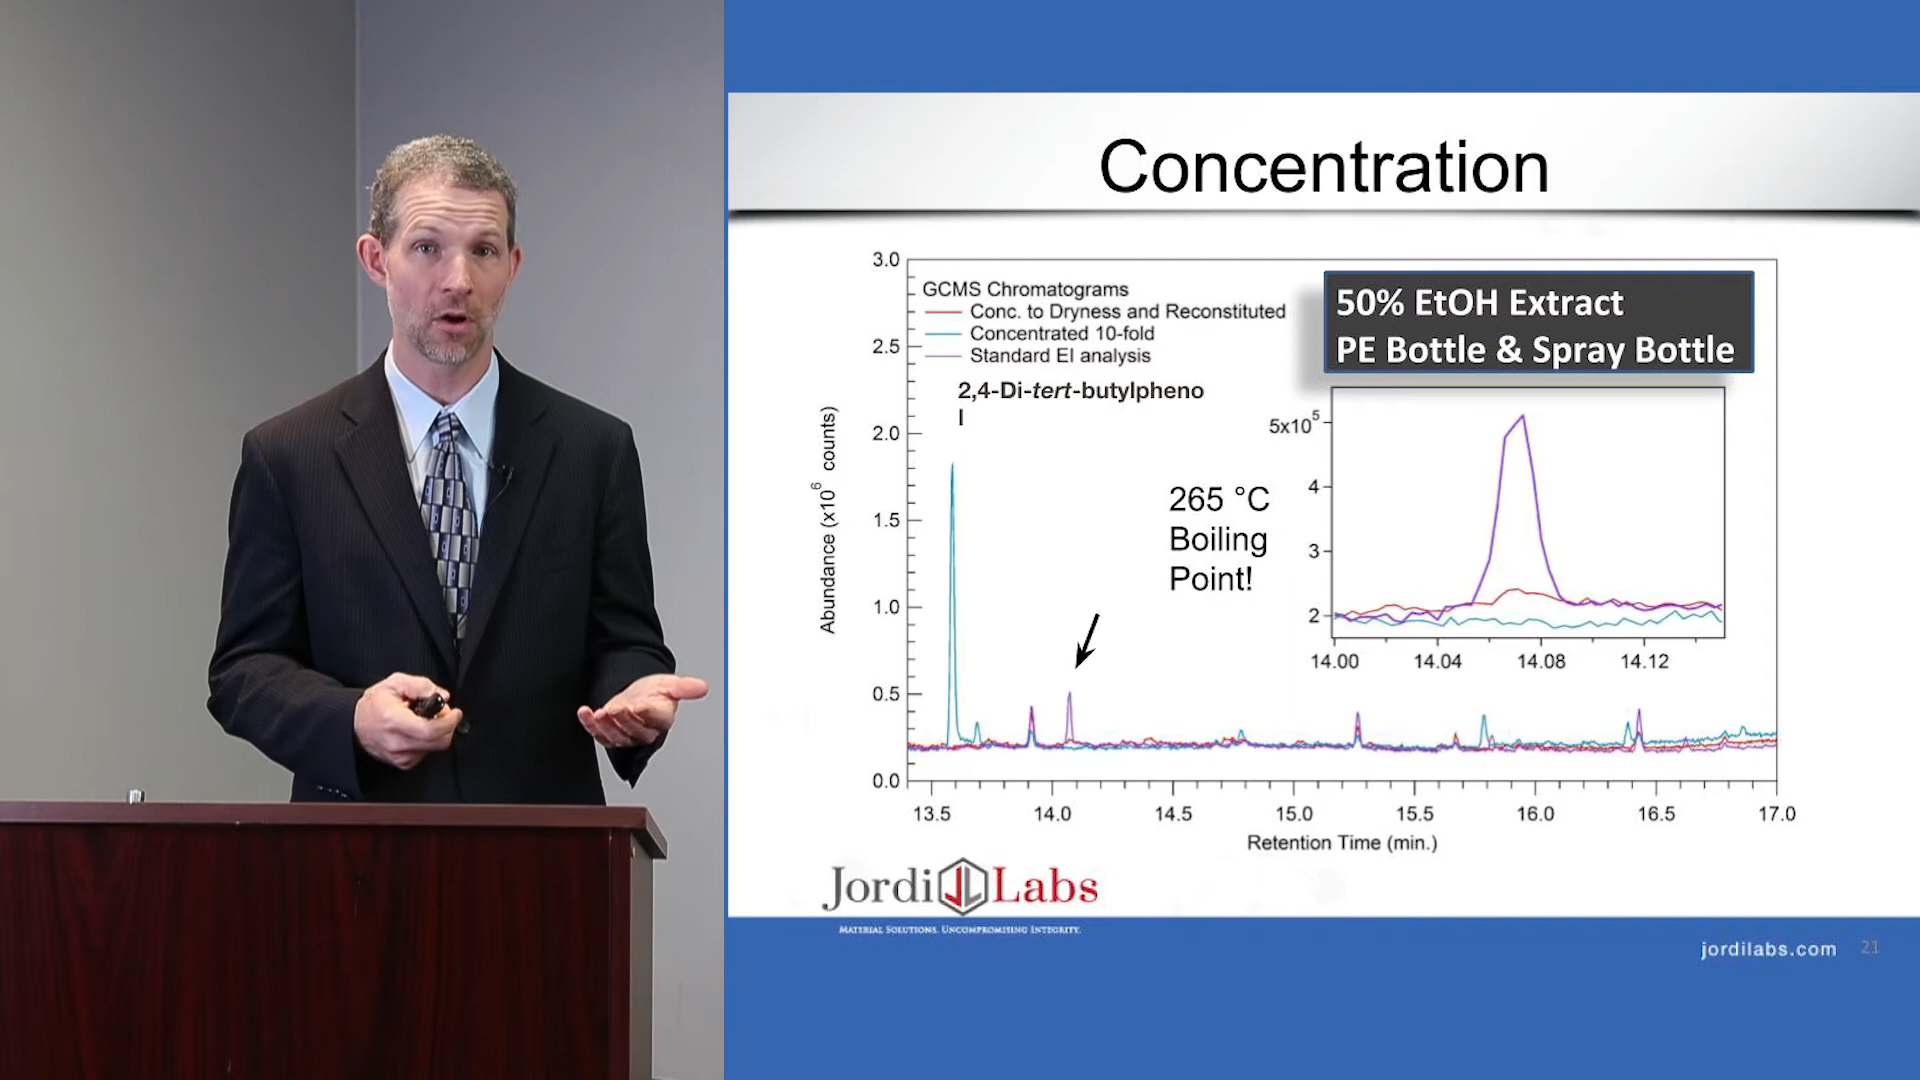 Concentration
3.0
2.5
2.0
1.5
1.0
0.5
0.0
Abundance (x10⁶ counts)
GCMS Chromatograms
Conc. to Dryness and Reconstituted
Concentrated 10-fold
Standard EI analysis
2,4-Di-tert-butylpheno
l
50% EtOH Extract
PE Bottle & Spray Bottle
265 °C
Boiling
Point!
5x10⁵
4
3
2
14.00 14.04 14.08 14.12
13.5 14.0 14.5 15.0 15.5 16.0 16.5 17.0
Retention Time (min.)
Jordi JL Labs
MATERIAL SOLUTIONS. UNCOMPROMISING INTEGRITY.
jordilabs.com 21